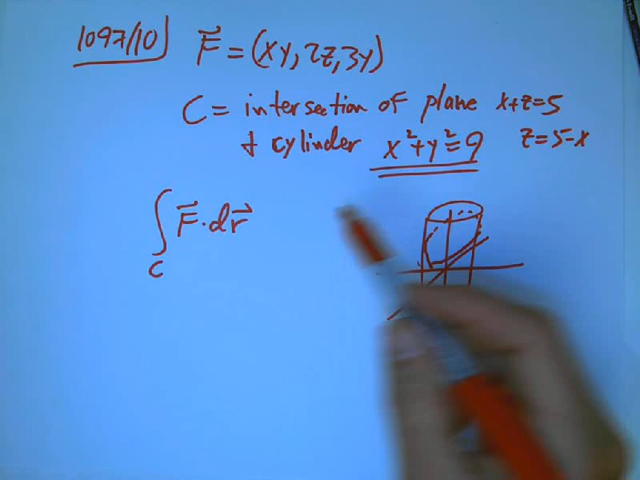 1097/10) F⃗ = (xy, 2z, 3y)
C = intersection of plane x+z=5
+ cylinder x²+y²=9 z=5-x
∫_C F⃗·dr⃗